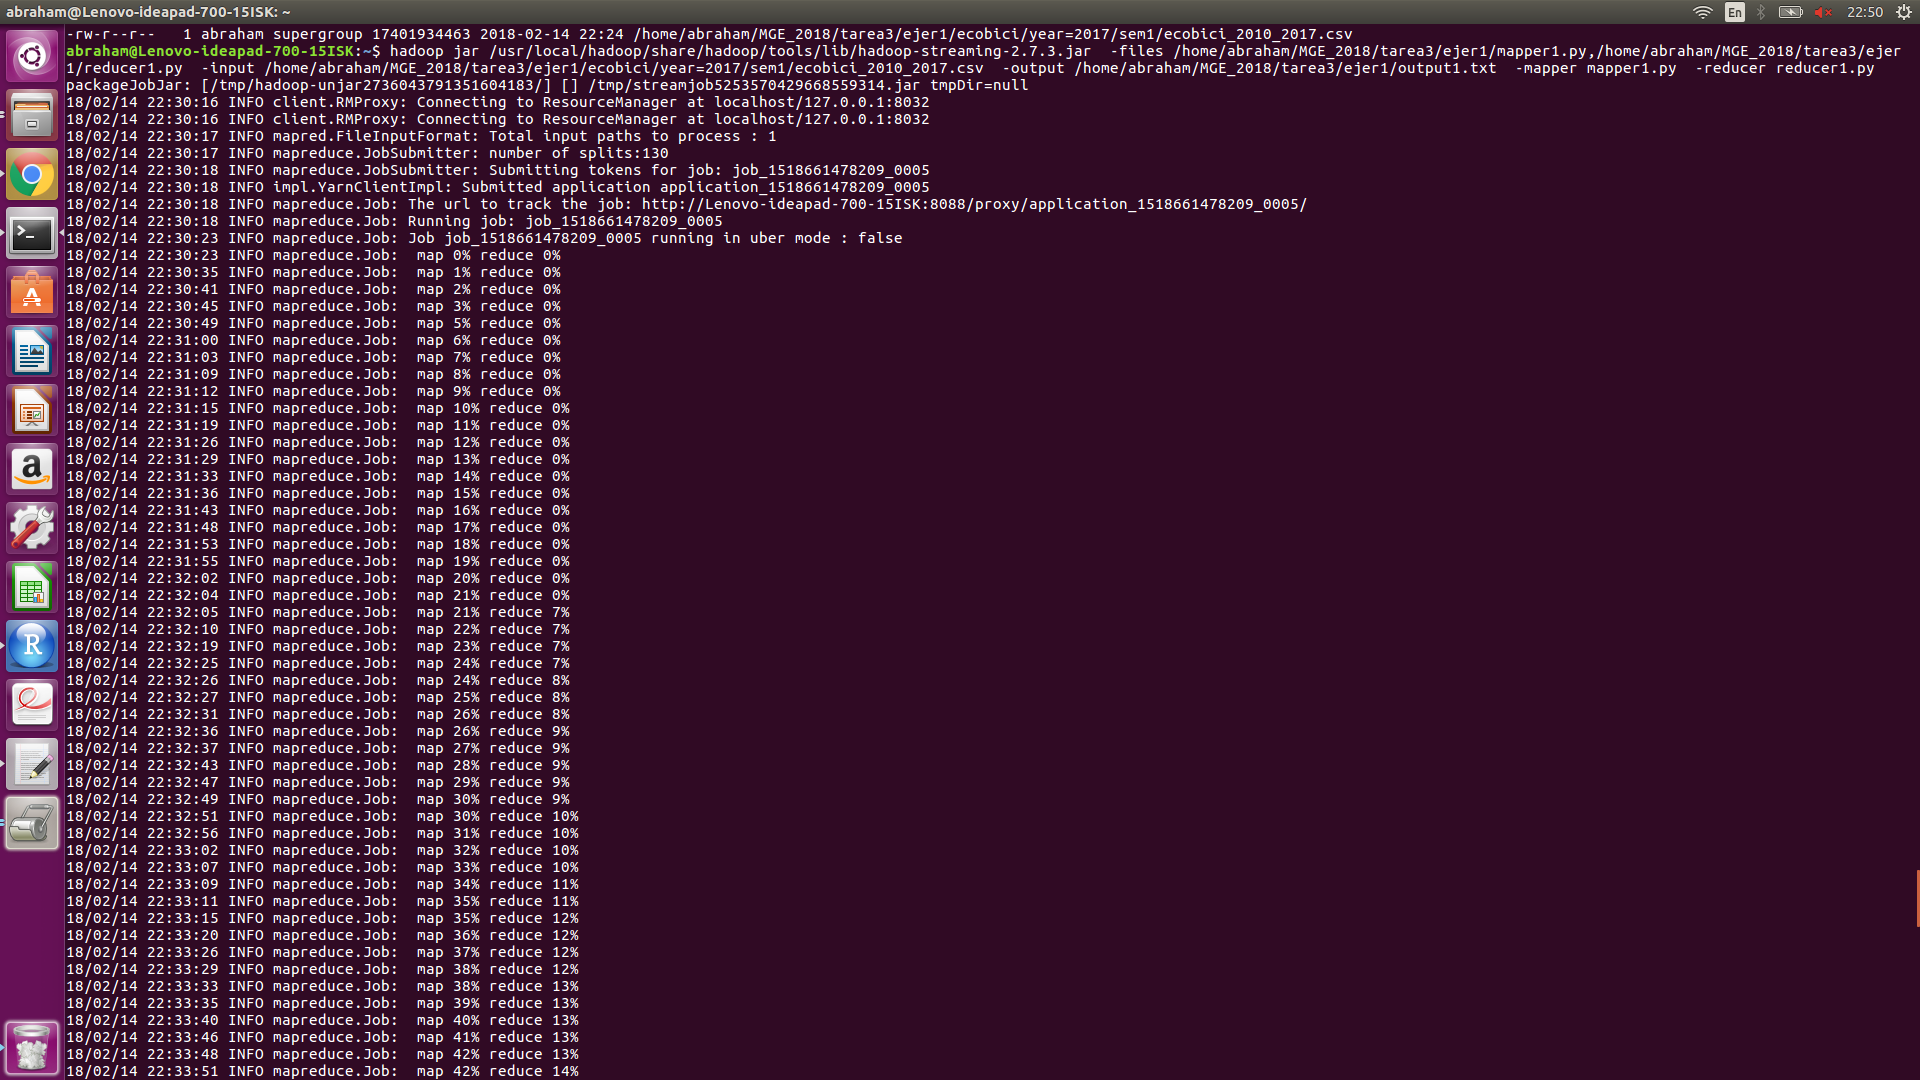 abraham@Lenovo-ideapad-700-15ISK: ~
En
22:50
-rw-r--r--   1 abraham supergroup 17401934463 2018-02-14 22:24 /home/abraham/MGE_2018/tarea3/ejer1/ecobici/year=2017/sem1/ecobici_2010_2017.csv
abraham@Lenovo-ideapad-700-15ISK:~$ hadoop jar /usr/local/hadoop/share/hadoop/tools/lib/hadoop-streaming-2.7.3.jar  -files /home/abraham/MGE_2018/tarea3/ejer1/mapper1.py,/home/abraham/MGE_2018/tarea3/ejer
1/reducer1.py  -input /home/abraham/MGE_2018/tarea3/ejer1/ecobici/year=2017/sem1/ecobici_2010_2017.csv  -output /home/abraham/MGE_2018/tarea3/ejer1/output1.txt  -mapper mapper1.py  -reducer reducer1.py
packageJobJar: [/tmp/hadoop-unjar2736043791351604183/] [] /tmp/streamjob5253570429668559314.jar tmpDir=null
18/02/14 22:30:16 INFO client.RMProxy: Connecting to ResourceManager at localhost/127.0.0.1:8032
18/02/14 22:30:16 INFO client.RMProxy: Connecting to ResourceManager at localhost/127.0.0.1:8032
18/02/14 22:30:17 INFO mapred.FileInputFormat: Total input paths to process : 1
18/02/14 22:30:17 INFO mapreduce.JobSubmitter: number of splits:130
18/02/14 22:30:18 INFO mapreduce.JobSubmitter: Submitting tokens for job: job_1518661478209_0005
18/02/14 22:30:18 INFO impl.YarnClientImpl: Submitted application application_1518661478209_0005
18/02/14 22:30:18 INFO mapreduce.Job: The url to track the job: http://Lenovo-ideapad-700-15ISK:8088/proxy/application_1518661478209_0005/
18/02/14 22:30:18 INFO mapreduce.Job: Running job: job_1518661478209_0005
18/02/14 22:30:23 INFO mapreduce.Job: Job job_1518661478209_0005 running in uber mode : false
18/02/14 22:30:23 INFO mapreduce.Job:  map 0% reduce 0%
18/02/14 22:30:35 INFO mapreduce.Job:  map 1% reduce 0%
18/02/14 22:30:41 INFO mapreduce.Job:  map 2% reduce 0%
18/02/14 22:30:45 INFO mapreduce.Job:  map 3% reduce 0%
18/02/14 22:30:49 INFO mapreduce.Job:  map 5% reduce 0%
18/02/14 22:31:00 INFO mapreduce.Job:  map 6% reduce 0%
18/02/14 22:31:03 INFO mapreduce.Job:  map 7% reduce 0%
18/02/14 22:31:09 INFO mapreduce.Job:  map 8% reduce 0%
18/02/14 22:31:12 INFO mapreduce.Job:  map 9% reduce 0%
18/02/14 22:31:15 INFO mapreduce.Job:  map 10% reduce 0%
18/02/14 22:31:19 INFO mapreduce.Job:  map 11% reduce 0%
18/02/14 22:31:26 INFO mapreduce.Job:  map 12% reduce 0%
18/02/14 22:31:29 INFO mapreduce.Job:  map 13% reduce 0%
18/02/14 22:31:33 INFO mapreduce.Job:  map 14% reduce 0%
18/02/14 22:31:36 INFO mapreduce.Job:  map 15% reduce 0%
18/02/14 22:31:43 INFO mapreduce.Job:  map 16% reduce 0%
18/02/14 22:31:48 INFO mapreduce.Job:  map 17% reduce 0%
18/02/14 22:31:53 INFO mapreduce.Job:  map 18% reduce 0%
18/02/14 22:31:55 INFO mapreduce.Job:  map 19% reduce 0%
18/02/14 22:32:02 INFO mapreduce.Job:  map 20% reduce 0%
18/02/14 22:32:04 INFO mapreduce.Job:  map 21% reduce 0%
18/02/14 22:32:05 INFO mapreduce.Job:  map 21% reduce 7%
18/02/14 22:32:10 INFO mapreduce.Job:  map 22% reduce 7%
18/02/14 22:32:19 INFO mapreduce.Job:  map 23% reduce 7%
18/02/14 22:32:25 INFO mapreduce.Job:  map 24% reduce 7%
18/02/14 22:32:26 INFO mapreduce.Job:  map 24% reduce 8%
18/02/14 22:32:27 INFO mapreduce.Job:  map 25% reduce 8%
18/02/14 22:32:31 INFO mapreduce.Job:  map 26% reduce 8%
18/02/14 22:32:36 INFO mapreduce.Job:  map 26% reduce 9%
18/02/14 22:32:37 INFO mapreduce.Job:  map 27% reduce 9%
18/02/14 22:32:43 INFO mapreduce.Job:  map 28% reduce 9%
18/02/14 22:32:47 INFO mapreduce.Job:  map 29% reduce 9%
18/02/14 22:32:49 INFO mapreduce.Job:  map 30% reduce 9%
18/02/14 22:32:51 INFO mapreduce.Job:  map 30% reduce 10%
18/02/14 22:32:56 INFO mapreduce.Job:  map 31% reduce 10%
18/02/14 22:33:02 INFO mapreduce.Job:  map 32% reduce 10%
18/02/14 22:33:07 INFO mapreduce.Job:  map 33% reduce 10%
18/02/14 22:33:09 INFO mapreduce.Job:  map 34% reduce 11%
18/02/14 22:33:11 INFO mapreduce.Job:  map 35% reduce 11%
18/02/14 22:33:15 INFO mapreduce.Job:  map 35% reduce 12%
18/02/14 22:33:20 INFO mapreduce.Job:  map 36% reduce 12%
18/02/14 22:33:26 INFO mapreduce.Job:  map 37% reduce 12%
18/02/14 22:33:29 INFO mapreduce.Job:  map 38% reduce 12%
18/02/14 22:33:33 INFO mapreduce.Job:  map 38% reduce 13%
18/02/14 22:33:35 INFO mapreduce.Job:  map 39% reduce 13%
18/02/14 22:33:40 INFO mapreduce.Job:  map 40% reduce 13%
18/02/14 22:33:46 INFO mapreduce.Job:  map 41% reduce 13%
18/02/14 22:33:48 INFO mapreduce.Job:  map 42% reduce 13%
18/02/14 22:33:51 INFO mapreduce.Job:  map 42% reduce 14%